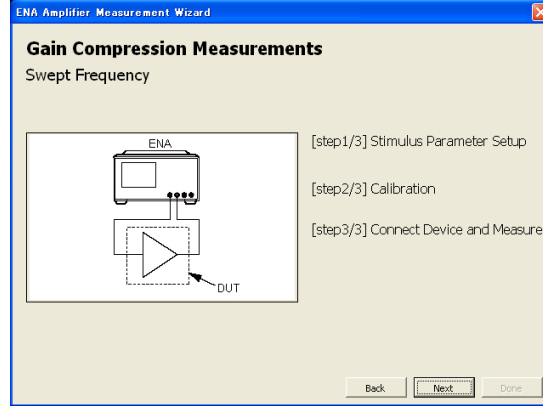 ENA Amplifier Measurement Wizard
Gain Compression Measurements
Swept Frequency
ENA
DUT
[step1/3] Stimulus Parameter Setup
[step2/3] Calibration
[step3/3] Connect Device and Measure
Back
Next
Done